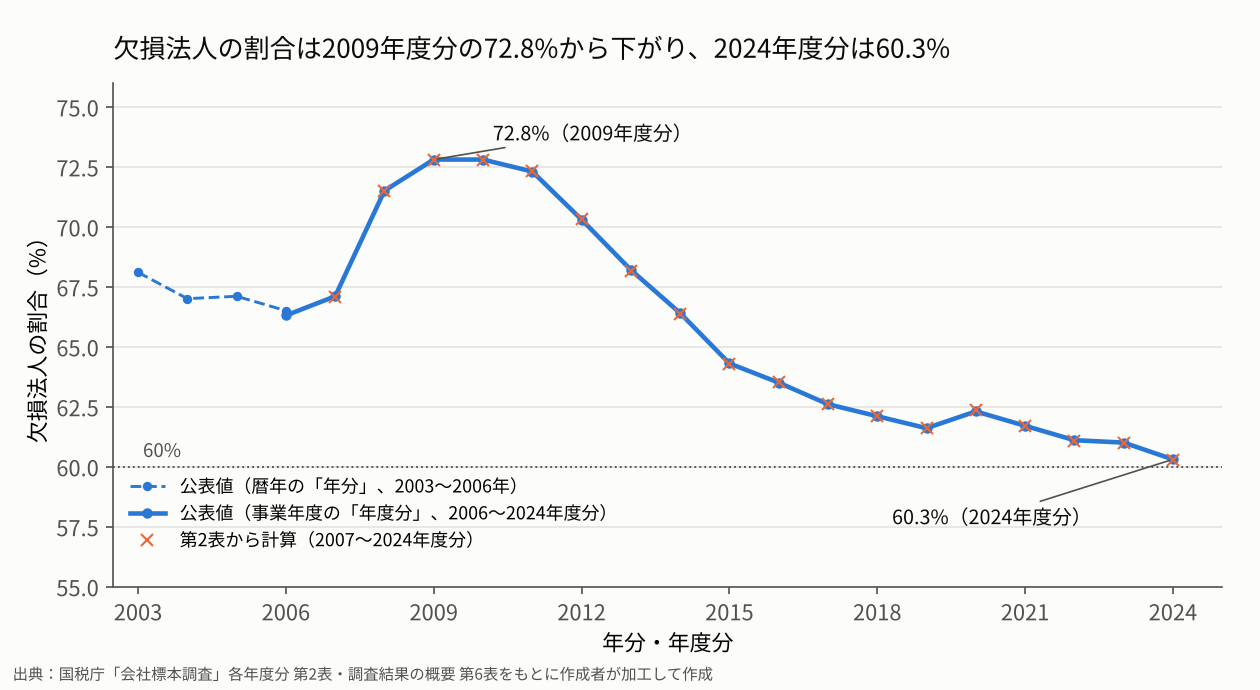 欠損法人の割合は2009年度分の72.8%から下がり、2024年度分は60.3%
欠損法人の割合（%）
75.0
72.5
70.0
67.5
65.0
62.5
60.0
57.5
55.0
72.8%（2009年度分）
60%
公表値（暦年の「年分」、2003～2006年）
公表値（事業年度の「年度分」、2006～2024年度分）
第2表から計算（2007～2024年度分）
60.3%（2024年度分）
2003
2006
2009
2012
2015
2018
2021
2024
年分・年度分
出典：国税庁「会社標本調査」各年度分 第2表・調査結果の概要 第6表をもとに作成者が加工して作成